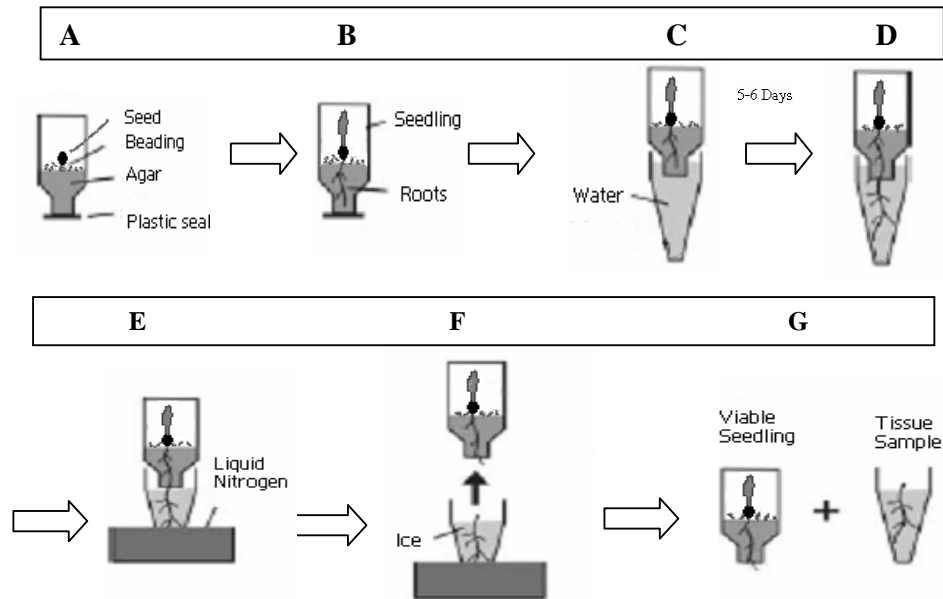 A B C D
Seed
Beading
Agar
Plastic seal
Seedling
Roots
Water
5-6 Days
E F G
Liquid
Nitrogen
Ice
Viable
Seedling
Tissue
Sample